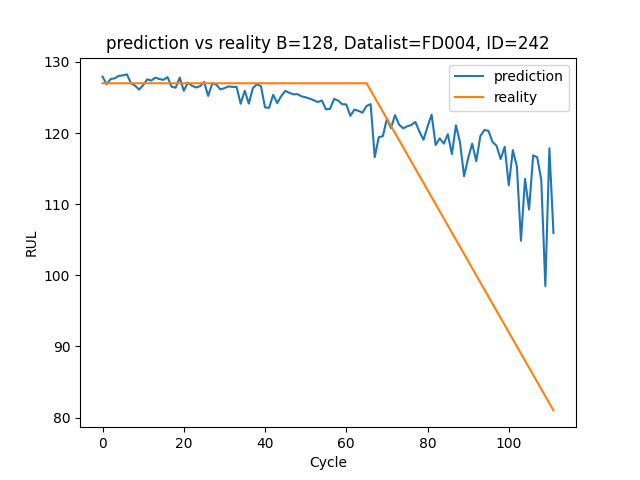 prediction vs reality B=128, Datalist=FD004, ID=242
prediction
reality
130
120
110
100
90
80
RUL
0 20 40 60 80 100
Cycle